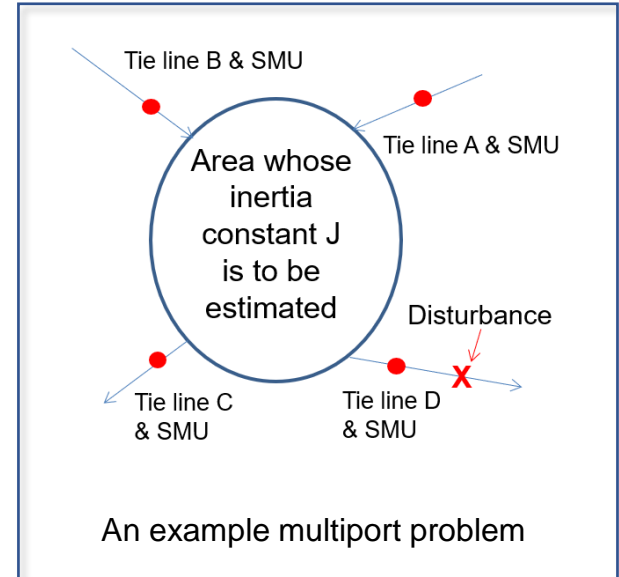 Tie line B & SMU
Tie line A & SMU
Area whose
inertia
constant J
is to be
estimated
Disturbance
X
Tie line C
& SMU
Tie line D
& SMU
An example multiport problem